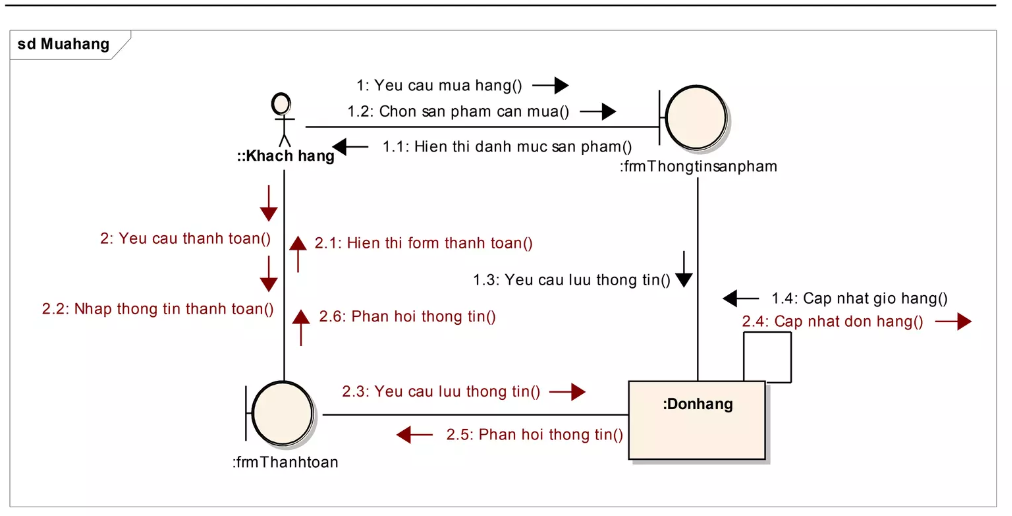 sd Muahang
1: Yeu cau mua hang()
1.2: Chon san pham can mua()
1.1: Hien thi danh muc san pham()
::Khach hang
:frmThongtinsanpham
2: Yeu cau thanh toan()
2.1: Hien thi form thanh toan()
1.3: Yeu cau luu thong tin()
1.4: Cap nhat gio hang()
2.2: Nhap thong tin thanh toan()
2.6: Phan hoi thong tin()
2.4: Cap nhat don hang()
2.3: Yeu cau luu thong tin()
:Donhang
2.5: Phan hoi thong tin()
:frmThanhtoan